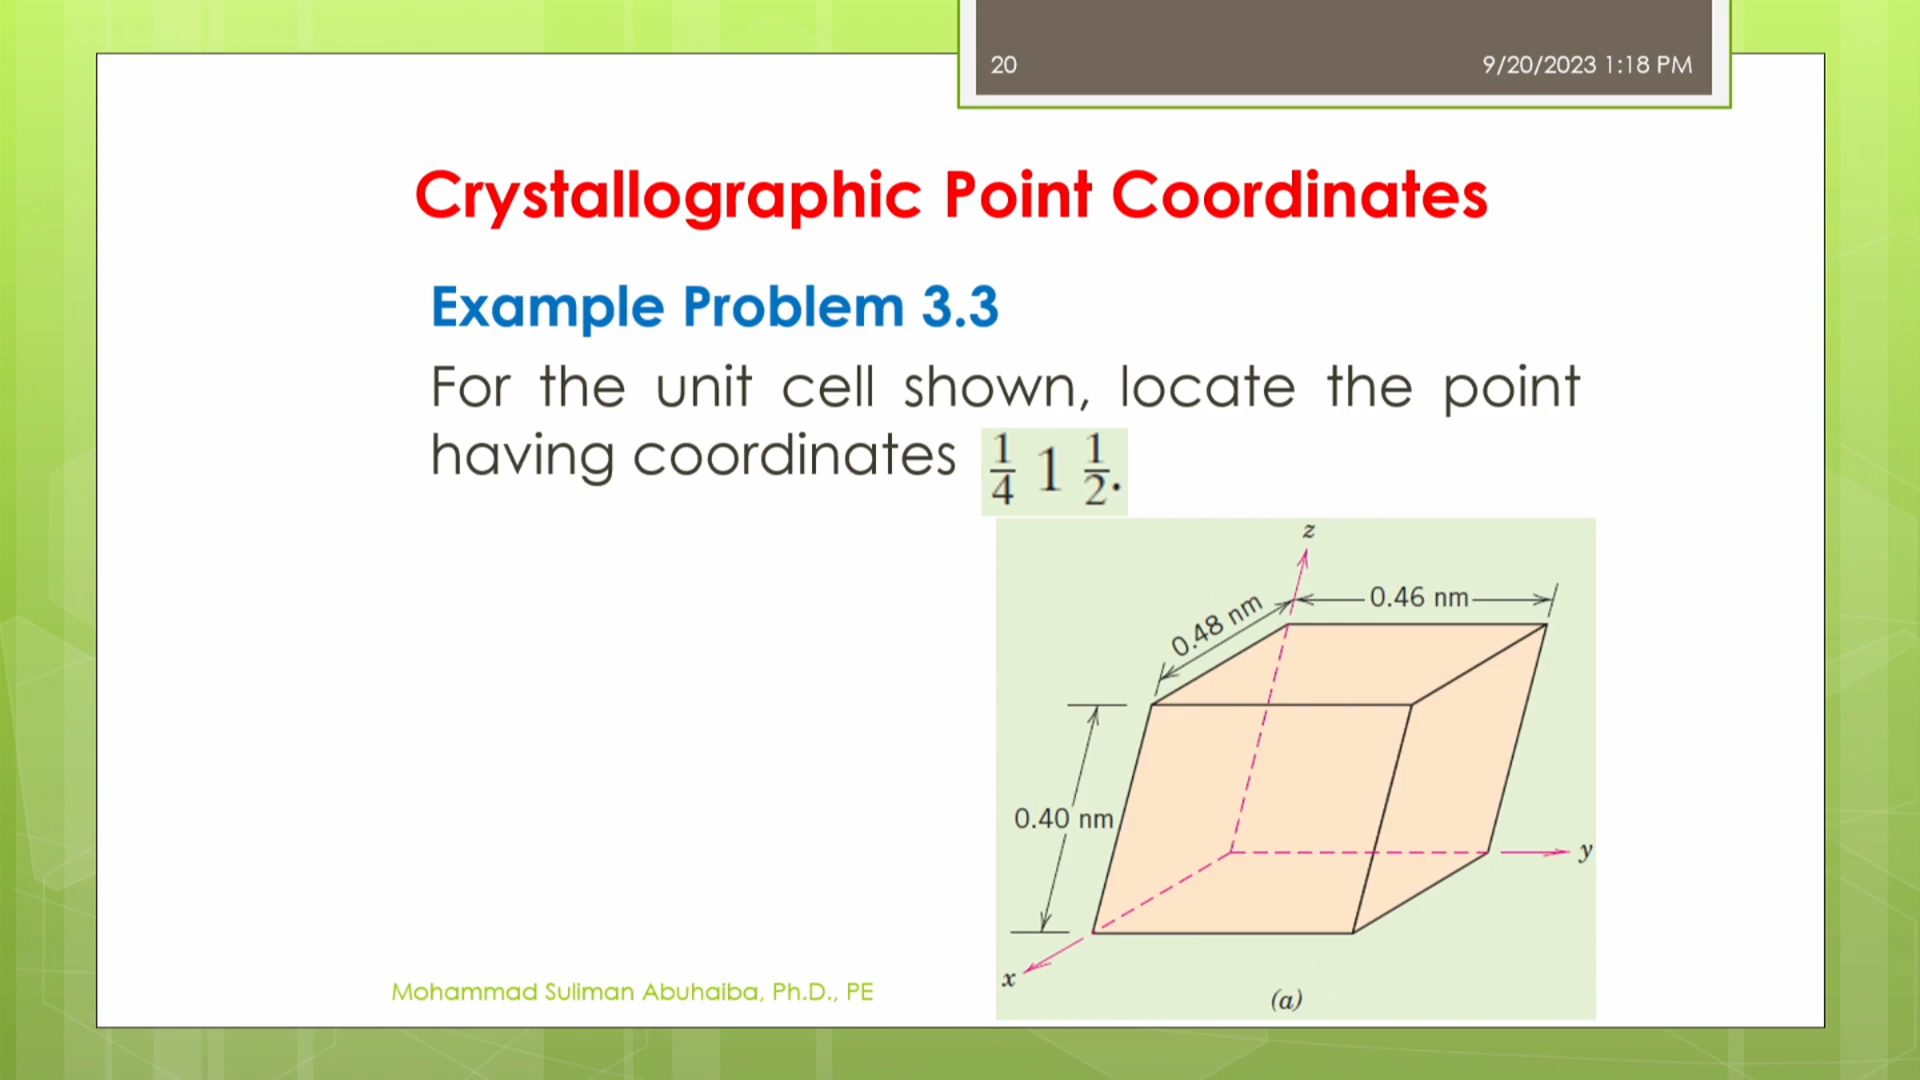 20
9/20/2023 1:18 PM
Crystallographic Point Coordinates
Example Problem 3.3
For the unit cell shown, locate the point
having coordinates 1/4 1 1/2.
z
0.48 nm
0.46 nm
0.40 nm
y
x
(a)
Mohammad Suliman Abuhaiba, Ph.D., PE